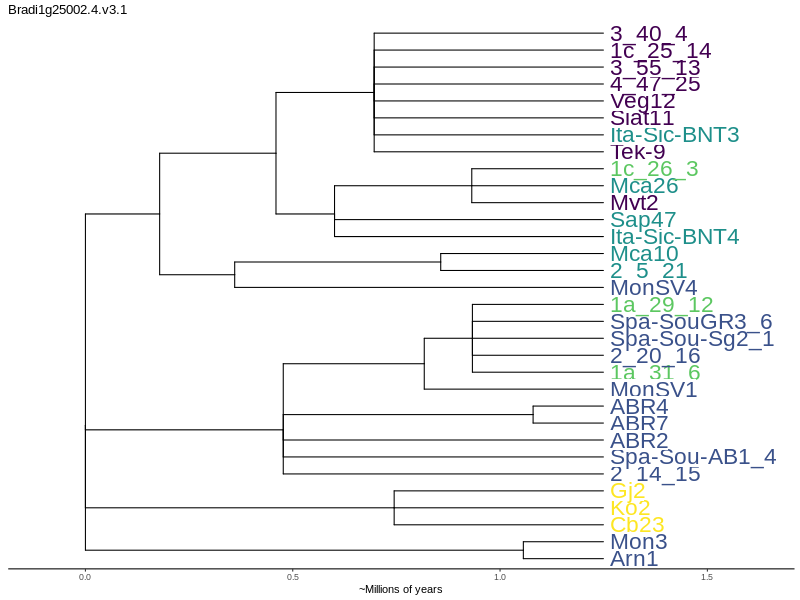 Bradi1g25002.4.v3.1
3_40_4
1c_25_14
3_55_13
4_47_25
Veg12
Siat11
Ita-Sic-BNT3
Tek-9
1c_26_3
Mca26
Mvt2
Sap47
Ita-Sic-BNT4
Mca10
2_5_21
MonSV4
1a_29_12
Spa-SouGR3_6
Spa-Sou-Sg2_1
2_20_16
1a_31_6
MonSV1
ABR4
ABR7
ABR2
Spa-Sou-AB1_4
2_14_15
Gj2
Ko2
Cb23
Mon3
Arn1
0.0 0.5 1.0 1.5
~Millions of years